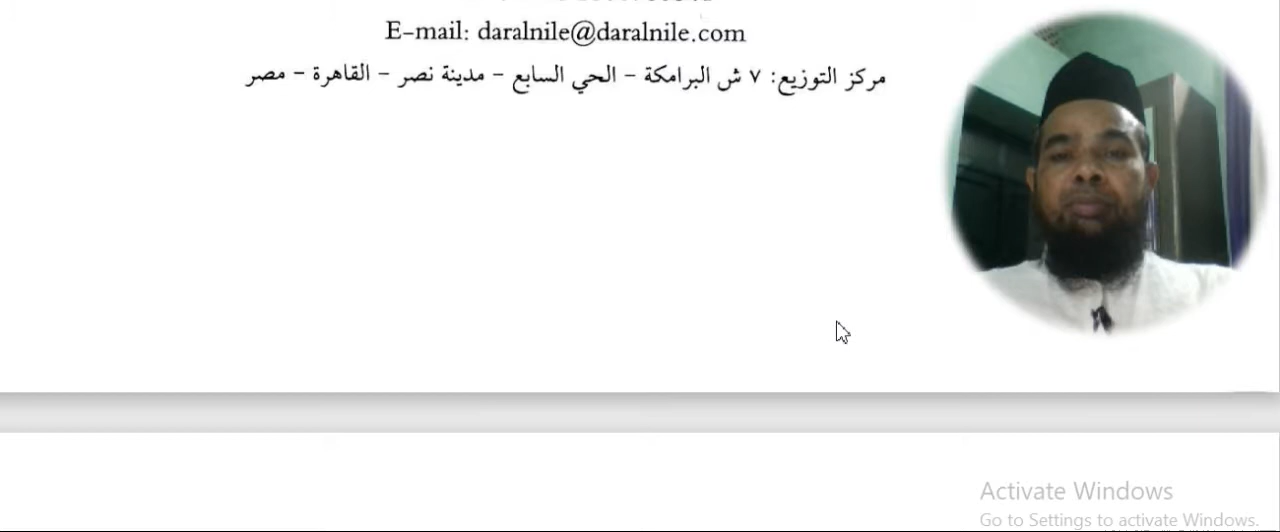 E-mail: daralnile@daralnile.com
مركز التوزيع: ٧ ش البرامكة - الحي السابع - مدينة نصر - القاهرة - مصر
Activate Windows
Go to Settings to activate Windows.